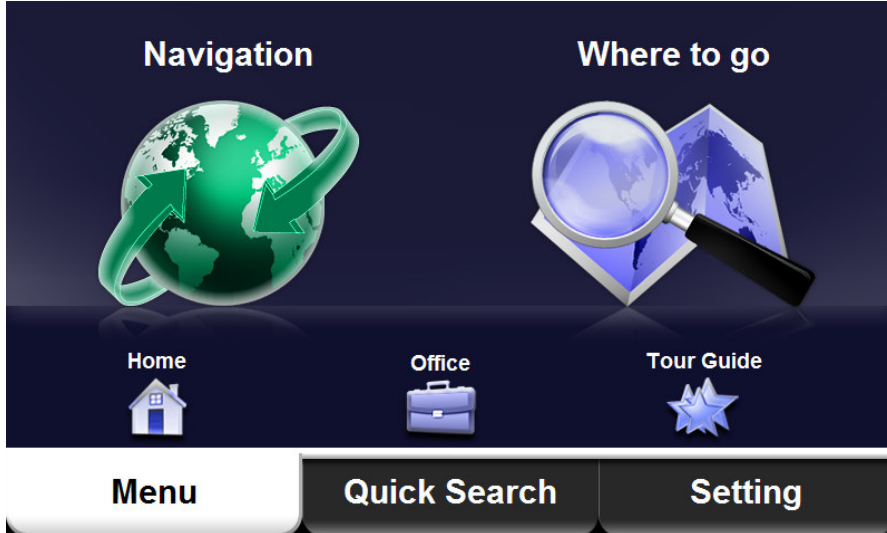 Navigation
Where to go
Home
Office
Tour Guide
Menu
Quick Search
Setting